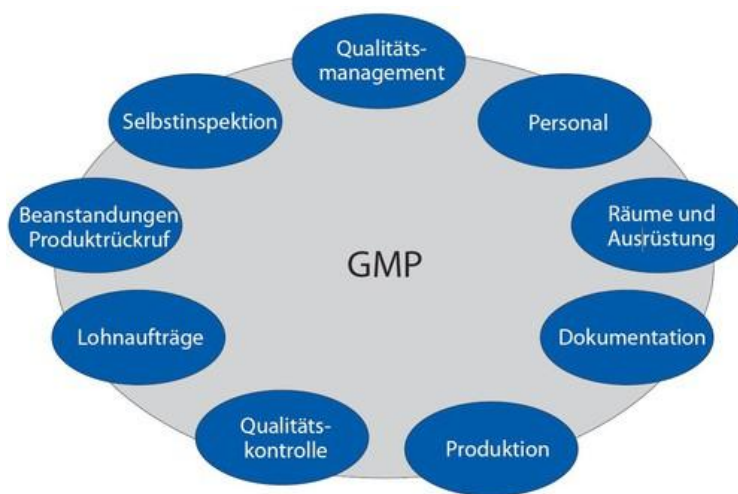 Qualitäts-
management
Selbstinspektion
Personal
Beanstandungen
Produktrückruf
Räume und
Ausrüstung
GMP
Lohnaufträge
Dokumentation
Qualitäts-
kontrolle
Produktion